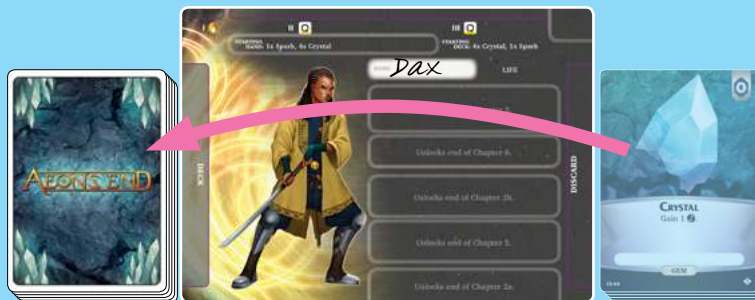 II
III
STARTING HAND: 1x Spark, 4x Crystal
STARTING DECK: 4x Crystal, 1x Spark
Dax
LIFE
AEON'S END
DECK
Unlocks end of Chapter 6.
Unlocks end of Chapter 2b.
Unlocks end of Chapter 5.
Unlocks end of Chapter 2a.
DISCARD
0
CRYSTAL
Gain 1
GEM